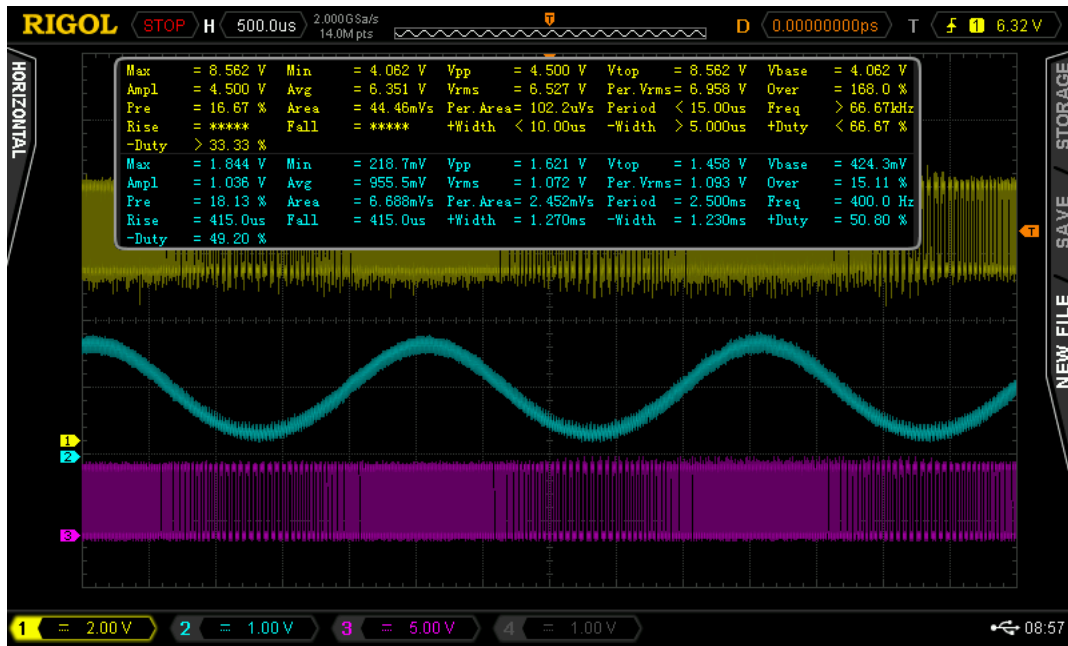 RIGOL STOP H 500.0us 2.000GSa/s 14.0M pts T D 0.00000000ps T 1 6.32 V
HORIZONTAL
Max = 8.562 V Min = 4.062 V Vpp = 4.500 V Vtop = 8.562 V Vbase = 4.062 V
Ampl = 4.500 V Avg = 6.351 V Vrms = 6.527 V Per.Vrms= 6.958 V Over = 168.0 %
Pre = 16.67 % Area = 44.46mVs Per.Area= 102.2uVs Period < 15.00us Freq > 66.67kHz
Rise = ***** Fall = ***** +Width < 10.00us -Width > 5.000us +Duty < 66.67 %
-Duty > 33.33 %
Max = 1.844 V Min = 218.7mV Vpp = 1.621 V Vtop = 1.458 V Vbase = 424.3mV
Ampl = 1.036 V Avg = 955.5mV Vrms = 1.072 V Per.Vrms= 1.093 V Over = 15.11 %
Pre = 18.13 % Area = 6.688mVs Per.Area= 2.452mVs Period = 2.500ms Freq = 400.0 Hz
Rise = 415.0us Fall = 415.0us +Width = 1.270ms -Width = 1.230ms +Duty = 50.80 %
-Duty = 49.20 %
STORAGE
SAVE
NEW FILE
T
1
2
3
1 = 2.00 V 2 = 1.00 V 3 = 5.00 V 4 = 1.00 V 08:57